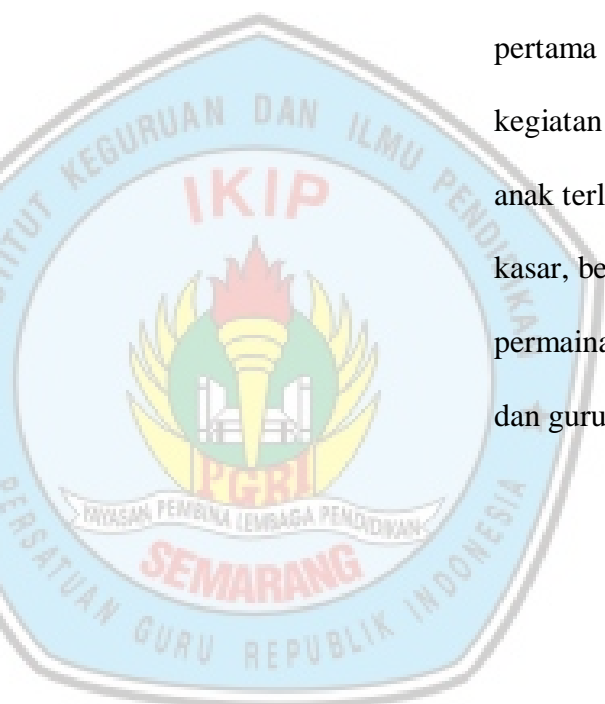 pertama
kegiatan
anak terl
kasar, be
permaina
dan guru
INSTITUT KEGURUAN DAN ILMU PENDIDIKAN
IKIP
PGRI
YAYASAN PEMBINA LEMBAGA PENDIDIKAN
SEMARANG
PERSATUAN GURU REPUBLIK INDONESIA